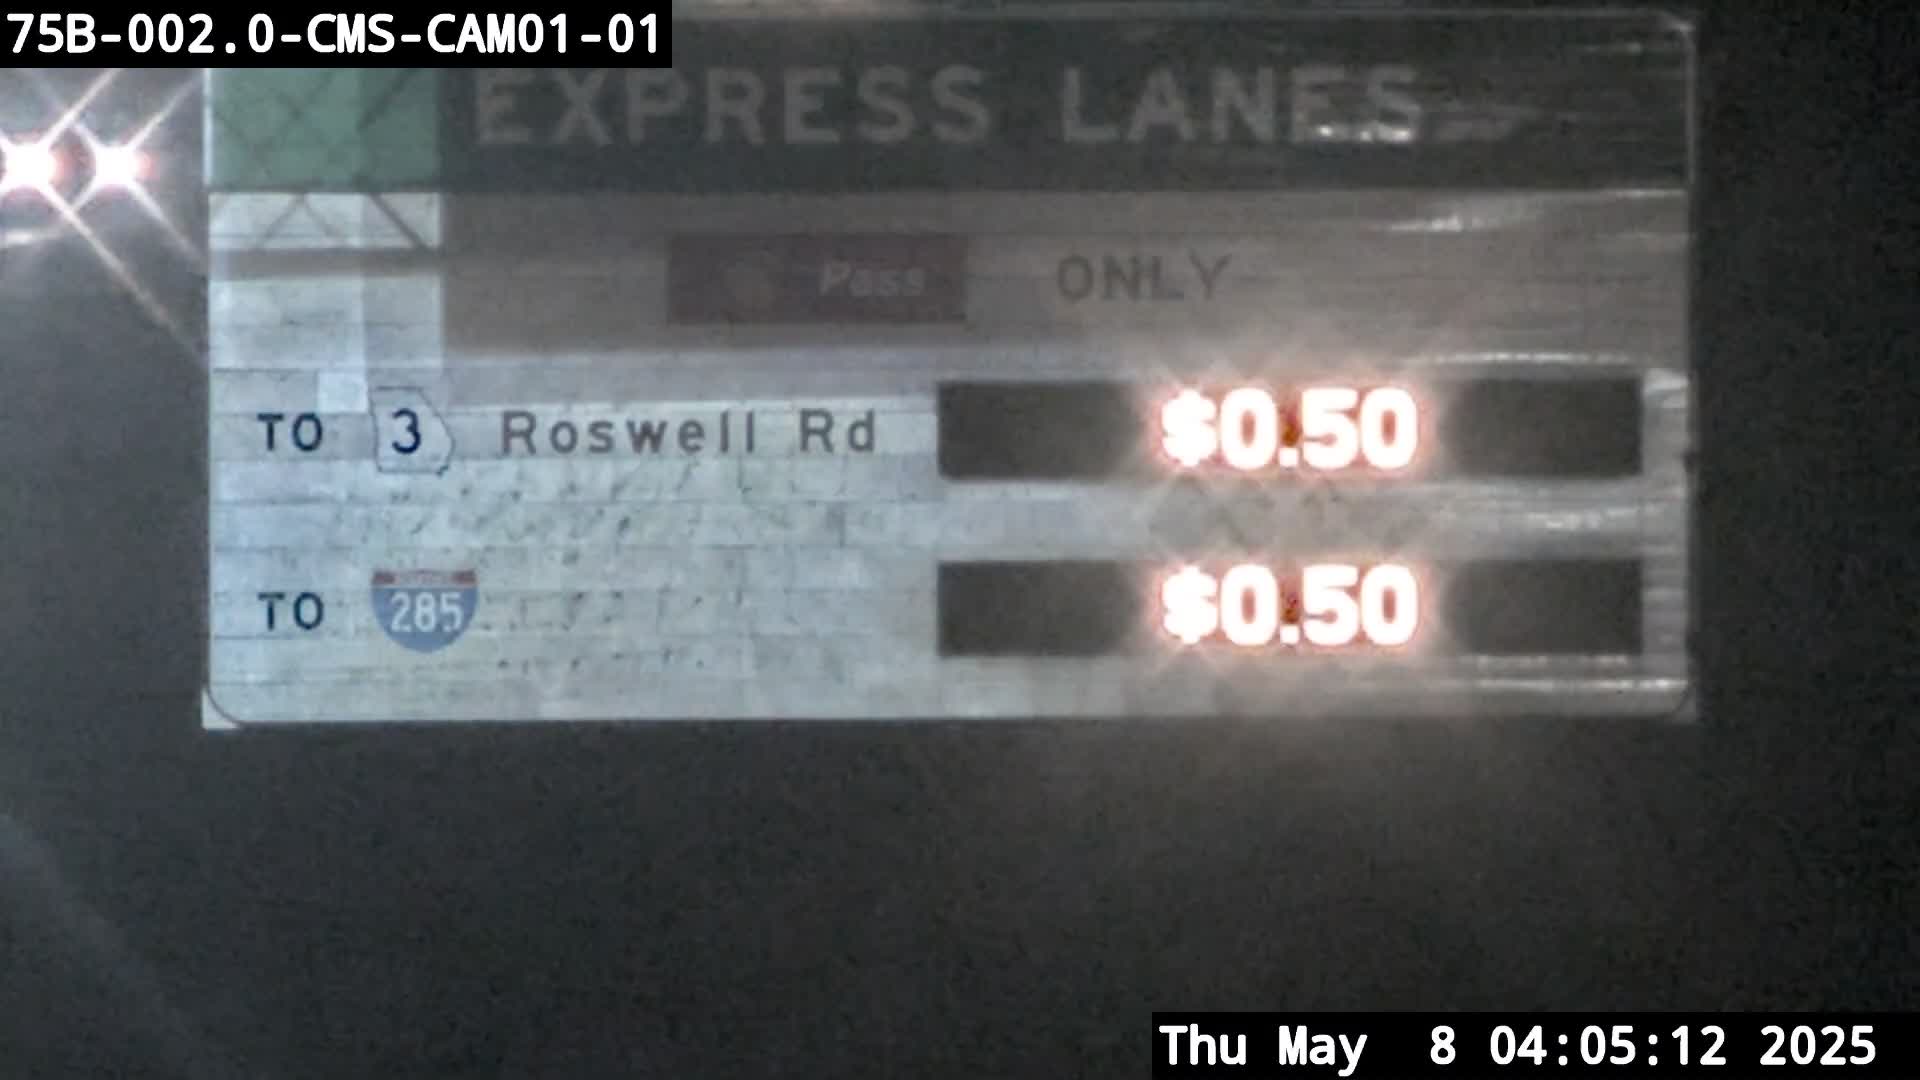 75B-002.0-CMS-CAM01-01
EXPRESS LANES
Pass ONLY
TO 3 Roswell Rd $0.50
TO 285 $0.50
Thu May 8 04:05:12 2025